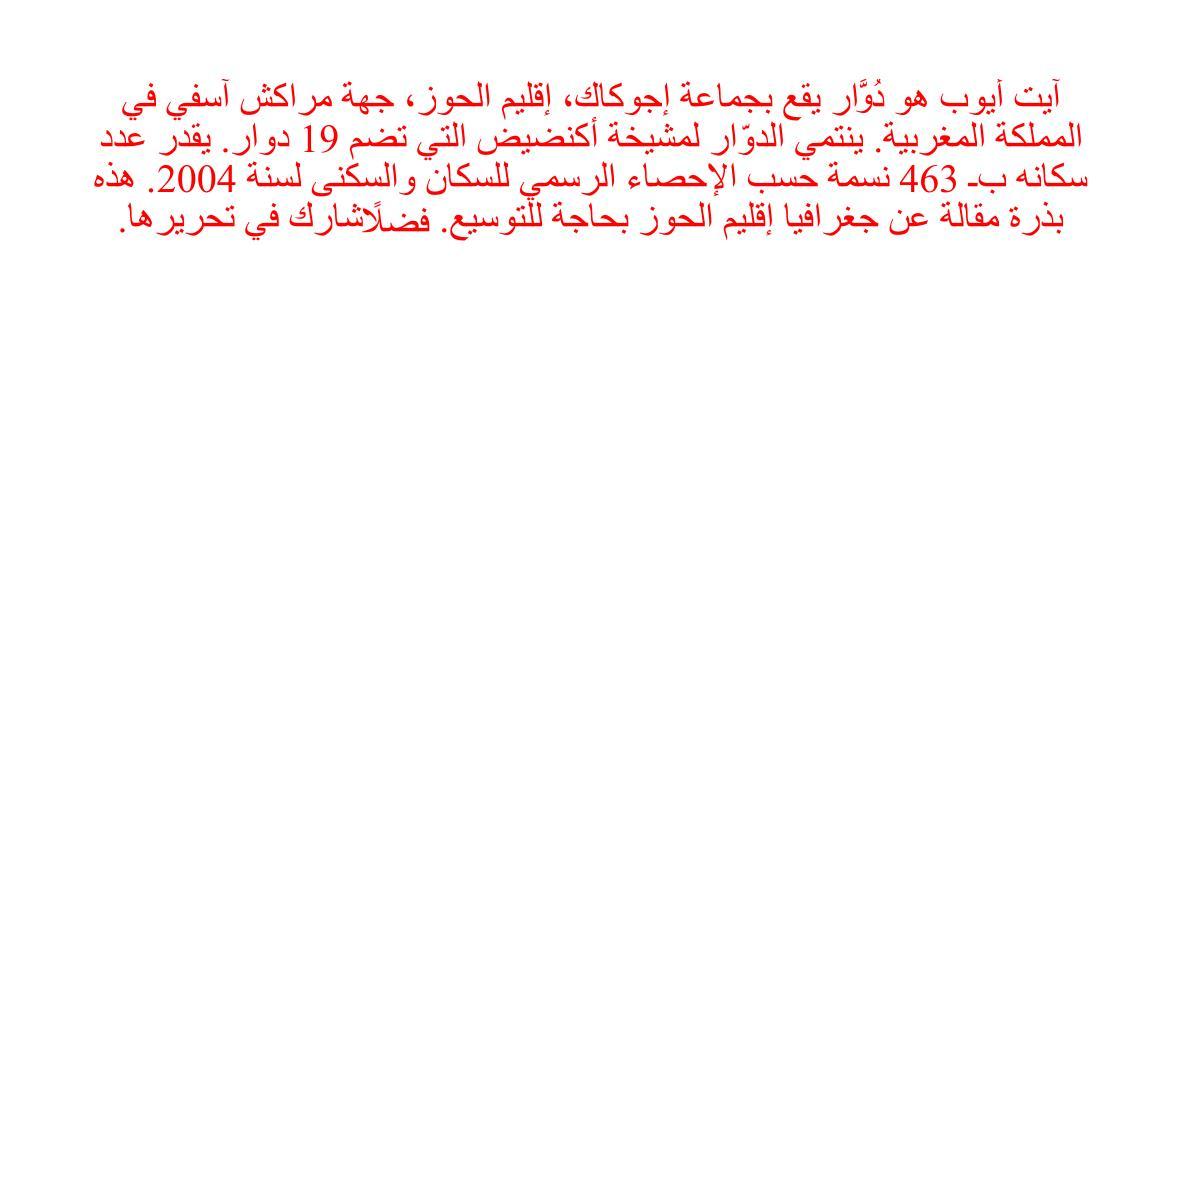 آيت أيوب هو دُوَّار يقع بجماعة إجوكاك، إقليم الحوز، جهة مراكش آسفي في
المملكة المغربية. ينتمي الدوّار لمشيخة أكنضيض التي تضم 19 دوار. يقدر عدد
سكانه بـ 463 نسمة حسب الإحصاء الرسمي للسكان والسكنى لسنة 2004. هذه
بذرة مقالة عن جغرافيا إقليم الحوز بحاجة للتوسيع. فضلًاشارك في تحريرها.